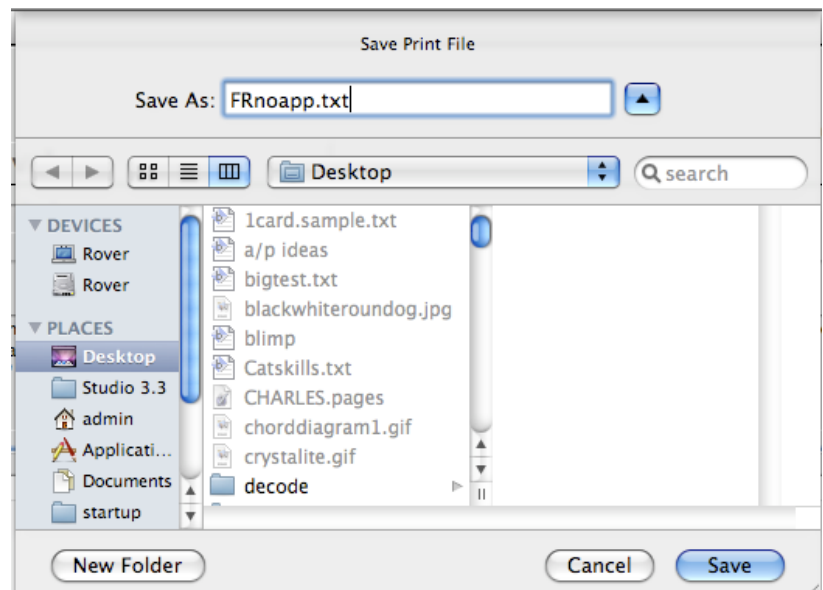 Save Print File
Save As: FRnoapp.txt
Desktop
search
DEVICES
Rover
Rover
PLACES
Desktop
Studio 3.3
admin
Applicati...
Documents
startup
1card.sample.txt
a/p ideas
bigtest.txt
blackwhiteroundog.jpg
blimp
Catskills.txt
CHARLES.pages
chorddiagram1.gif
crystalite.gif
decode
New Folder
Cancel
Save